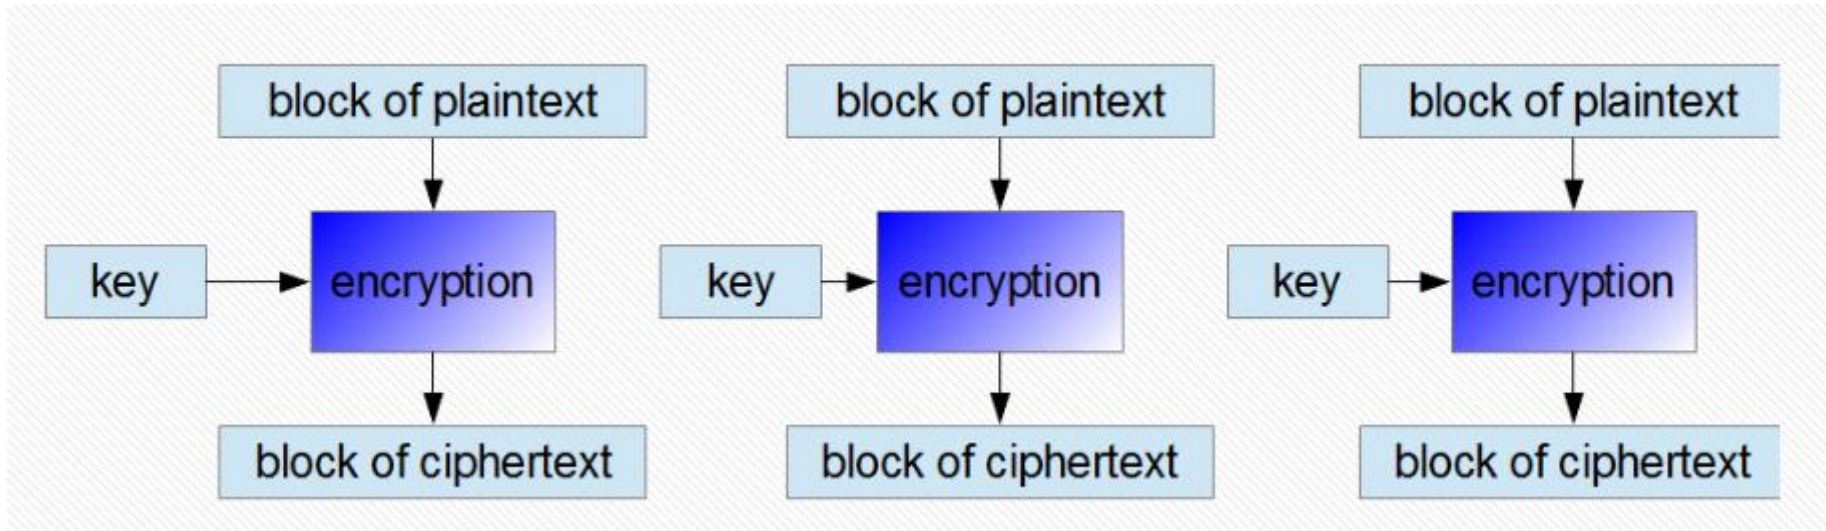 block of plaintext
block of plaintext
block of plaintext
key
encryption
key
encryption
key
encryption
block of ciphertext
block of ciphertext
block of ciphertext